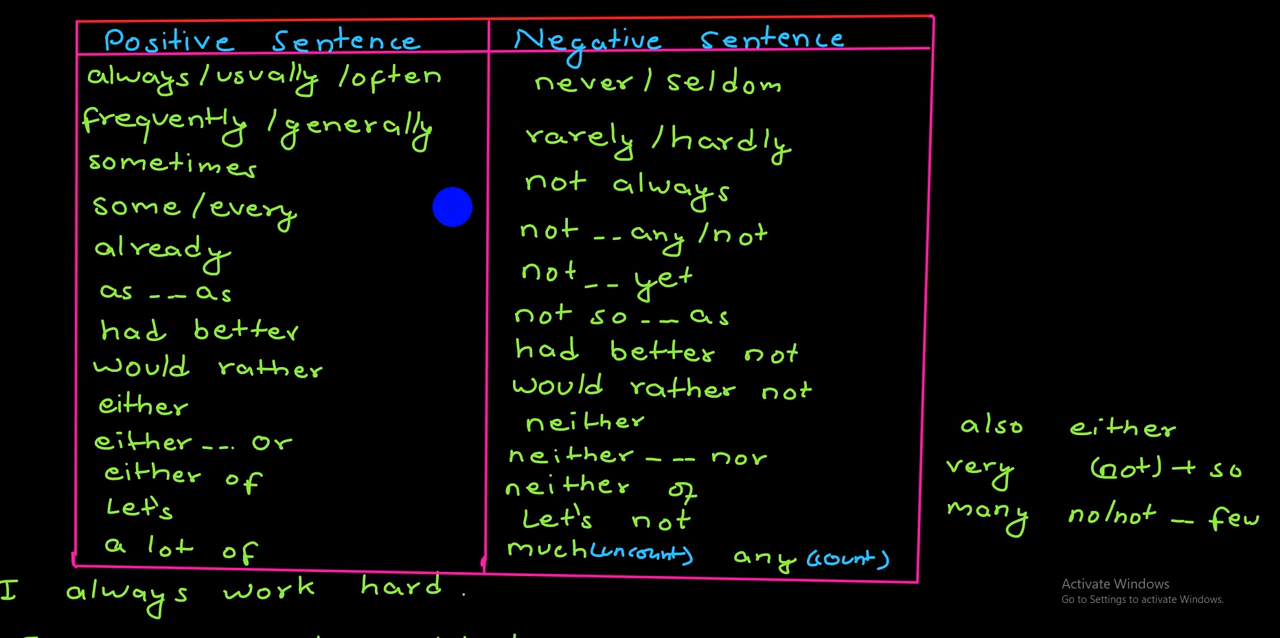 Positive Sentence Negative Sentence
always/usually/often never/seldom
frequently/generally rarely/hardly
sometimes not always
some/every not -- any/not
already not -- yet
as -- as not so -- as
had better had better not
would rather would rather not
either neither
either --- or neither -- nor
either of neither of
Let's Let's not
a lot of much (uncount) any (count)
also either
very (not) + so
many no/not - few
I always work hard.
Activate Windows
Go to Settings to activate Windows.